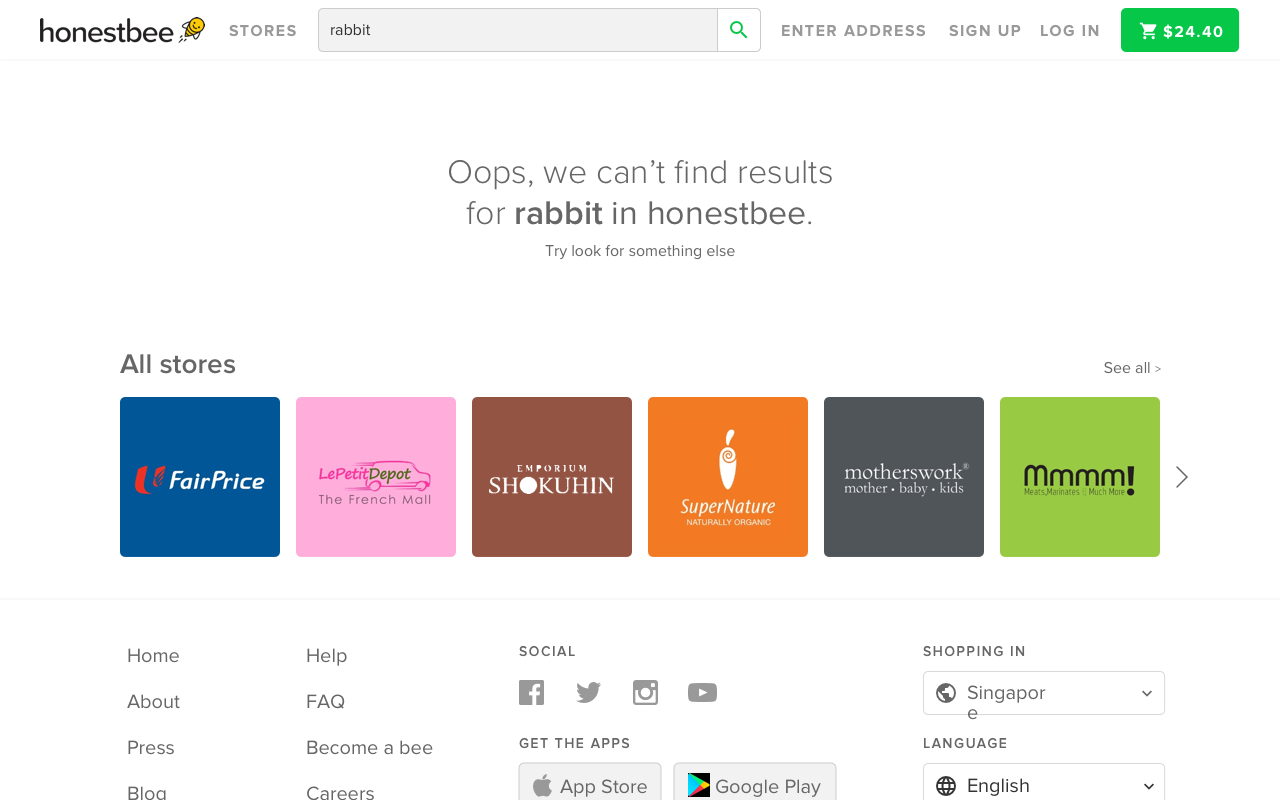 honestbee
STORES
rabbit
ENTER ADDRESS
SIGN UP
LOG IN
$24.40
Oops, we can’t find results
for rabbit in honestbee.
Try look for something else
All stores
See all >
FairPrice
LePetitDepot
The French Mall
EMPORIUM
SHOKUHIN
SuperNature
NATURALLY ORGANIC
motherswork®
mother • baby • kids
Mmmm!
Meats, Marinates & Much More
Home
Help
SOCIAL
SHOPPING IN
About
FAQ
Singapor
e
Press
Become a bee
GET THE APPS
LANGUAGE
Blog
Careers
App Store
Google Play
English